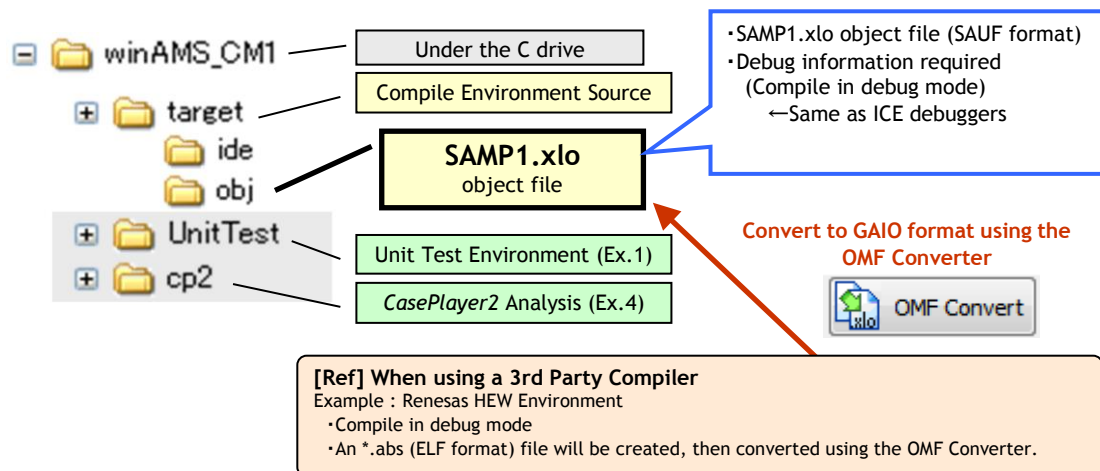 winAMS_CM1
Under the C drive
target
Compile Environment Source
ide
obj
SAMP1.xlo
object file
・SAMP1.xlo object file (SAUF format)
・Debug information required
(Compile in debug mode)
←Same as ICE debuggers
UnitTest
Unit Test Environment (Ex.1)
cp2
CasePlayer2 Analysis (Ex.4)
Convert to GAIO format using the
OMF Converter
xlo
OMF Convert
[Ref] When using a 3rd Party Compiler
Example : Renesas HEW Environment
・Compile in debug mode
・An *.abs (ELF format) file will be created, then converted using the OMF Converter.